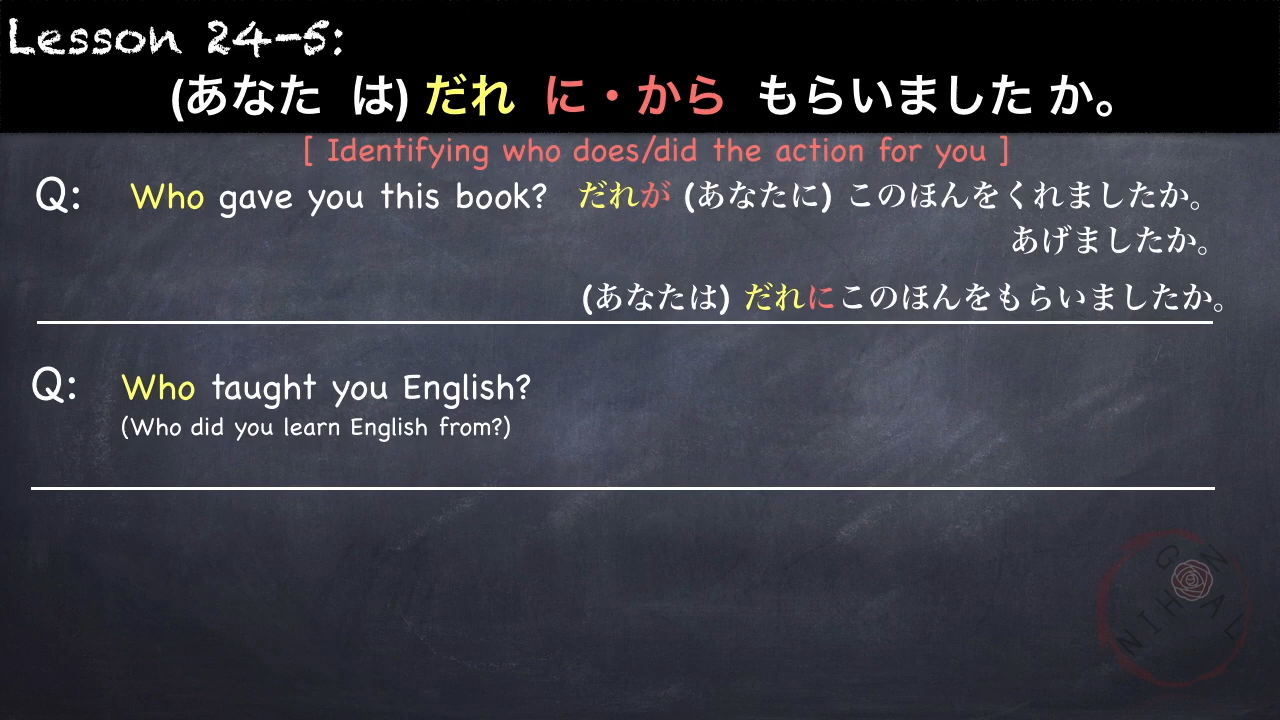 Lesson 24-5:
(あなた は) だれ に・から もらいました か。
[ Identifying who does/did the action for you ]
Q: Who gave you this book? だれが (あなたに) このほんをくれましたか。
あげましたか。
(あなたは) だれにこのほんをもらいましたか。
Q: Who taught you English?
(Who did you learn English from?)
NIHONGAL